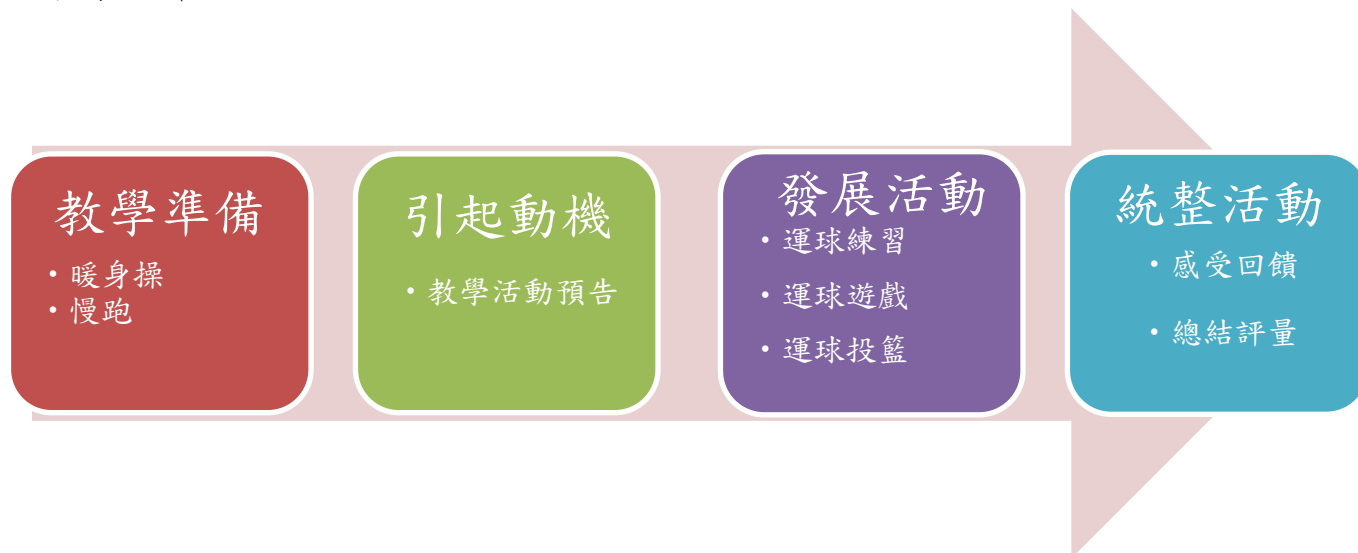 教學準備
•暖身操
•慢跑
引起動機
•教學活動預告
發展活動
•運球練習
•運球遊戲
•運球投籃
統整活動
•感受回饋
•總結評量